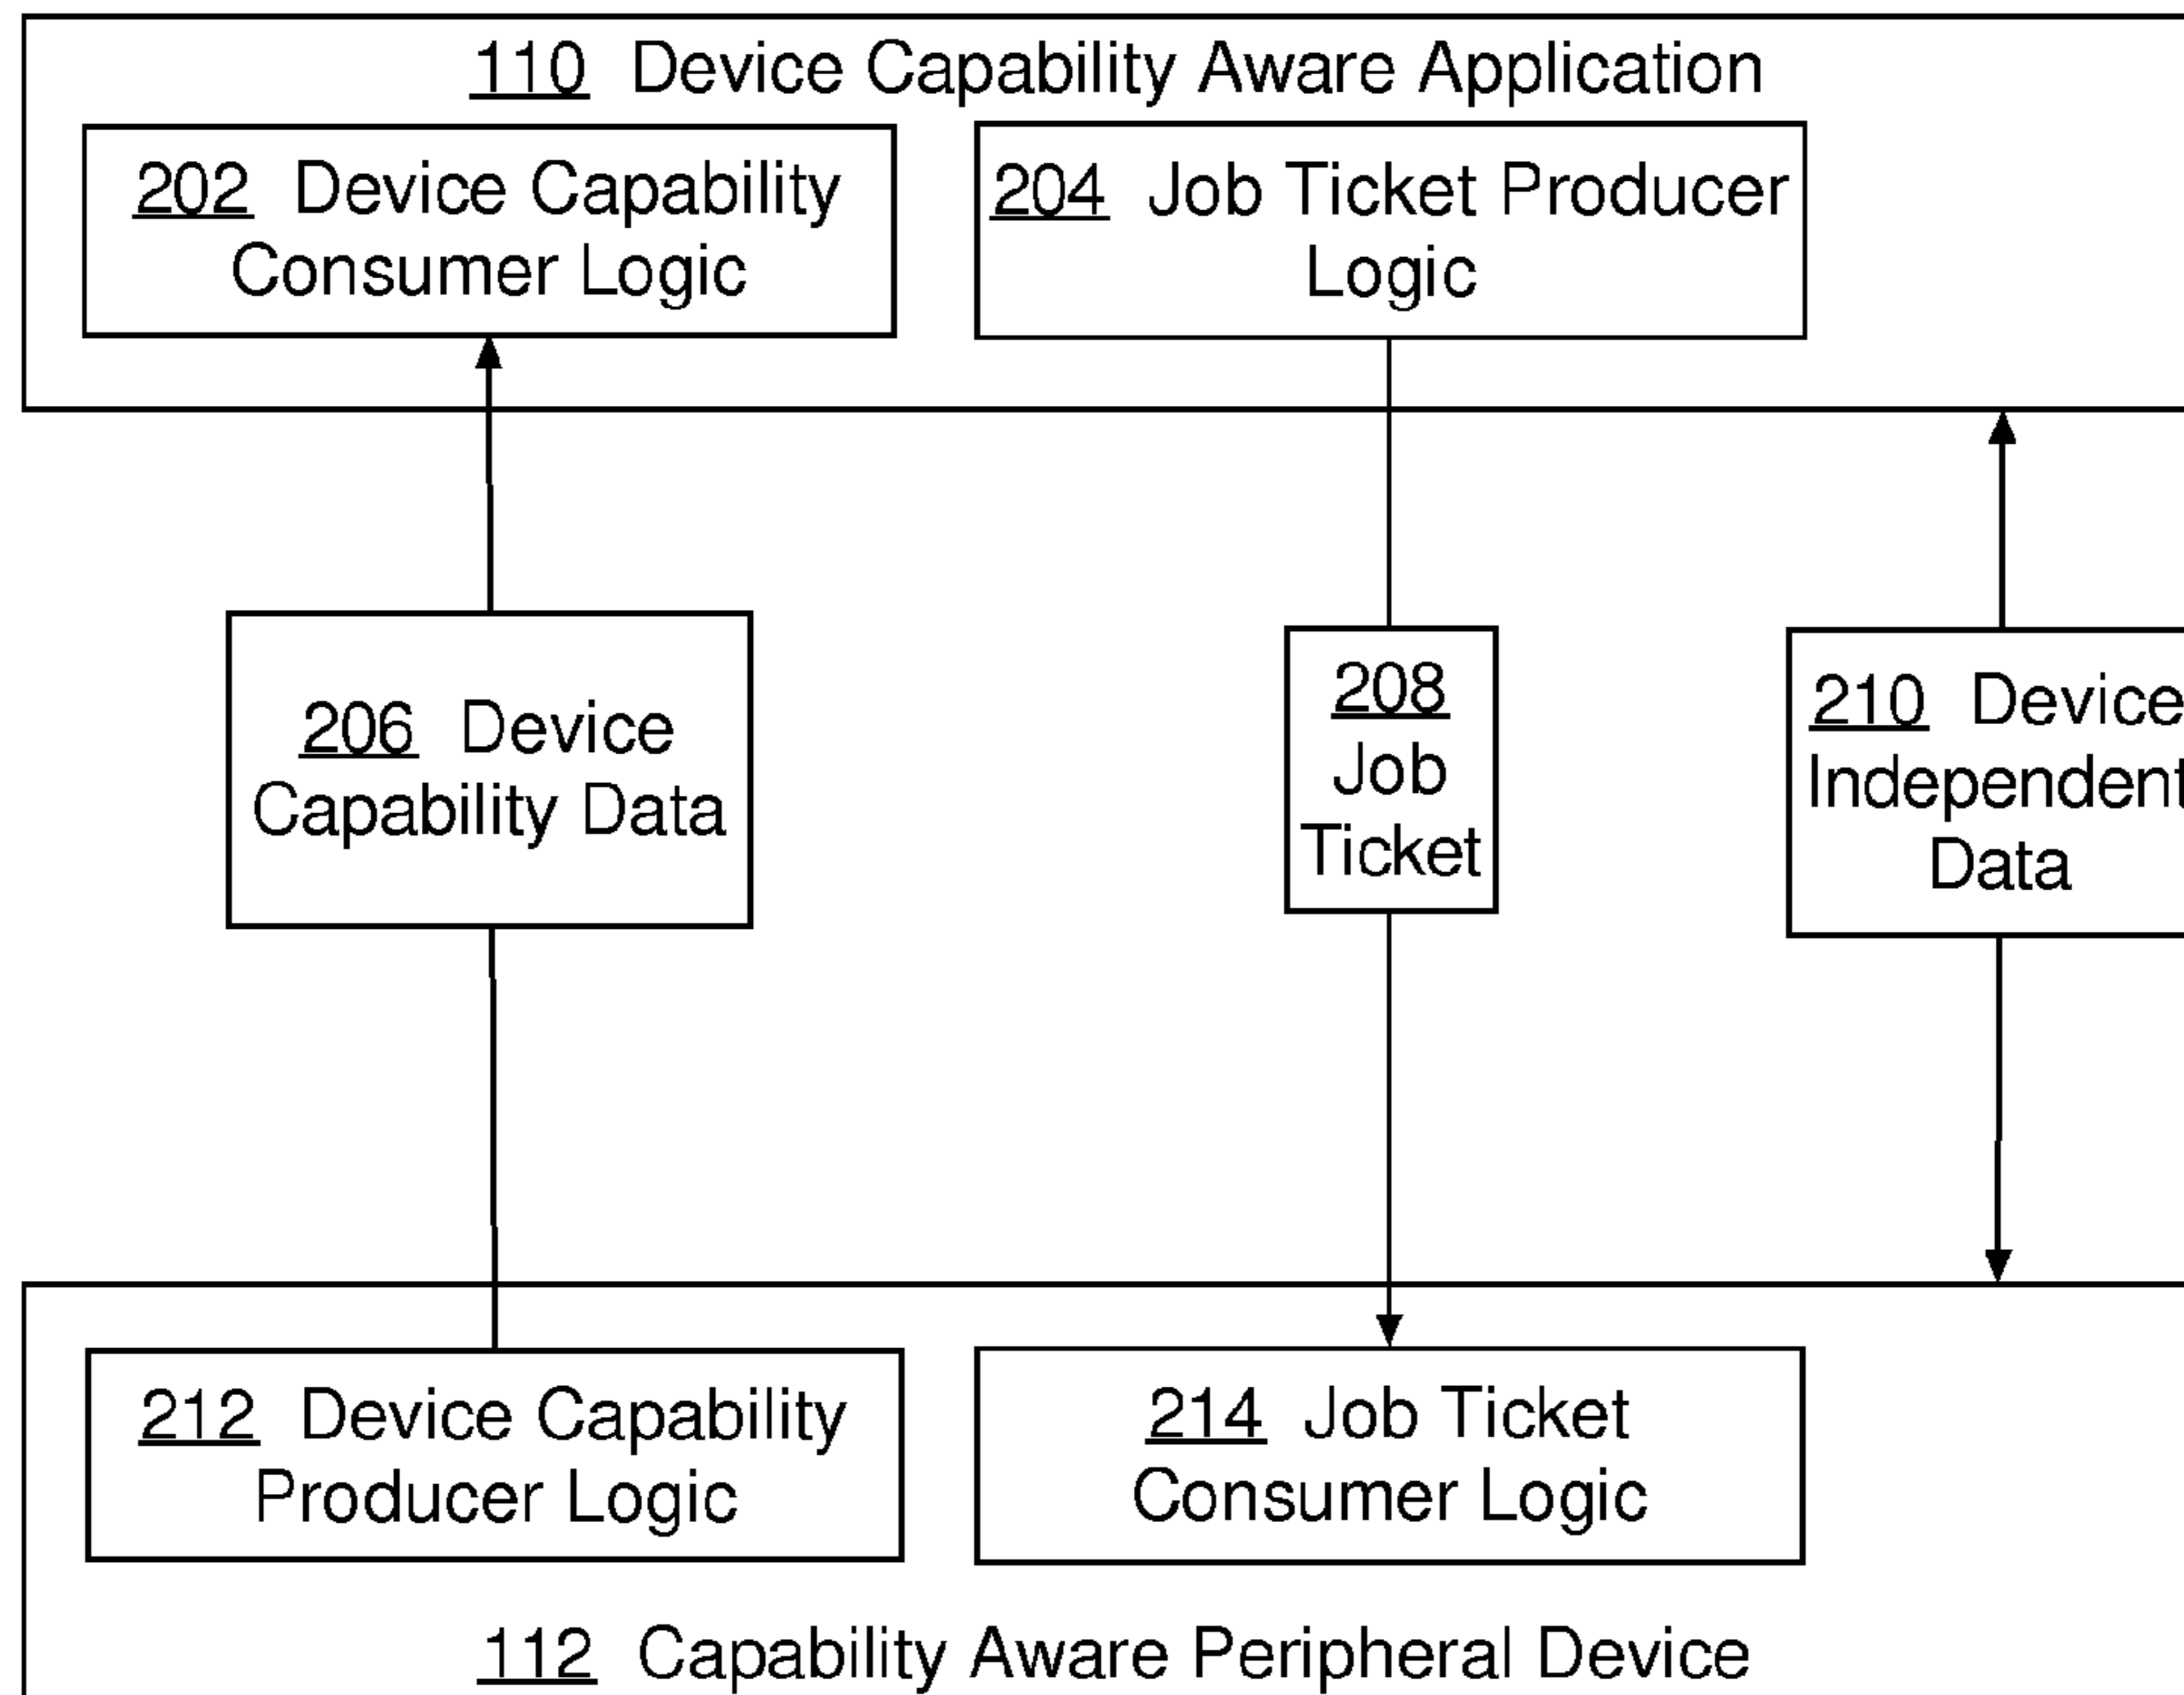 110 Device Capability Aware Application
202 Device Capability
Consumer Logic
204 Job Ticket Producer
Logic
206 Device
Capability Data
208
Job
Ticket
210 Device
Independent
Data
212 Device Capability
Producer Logic
214 Job Ticket
Consumer Logic
112 Capability Aware Peripheral Device